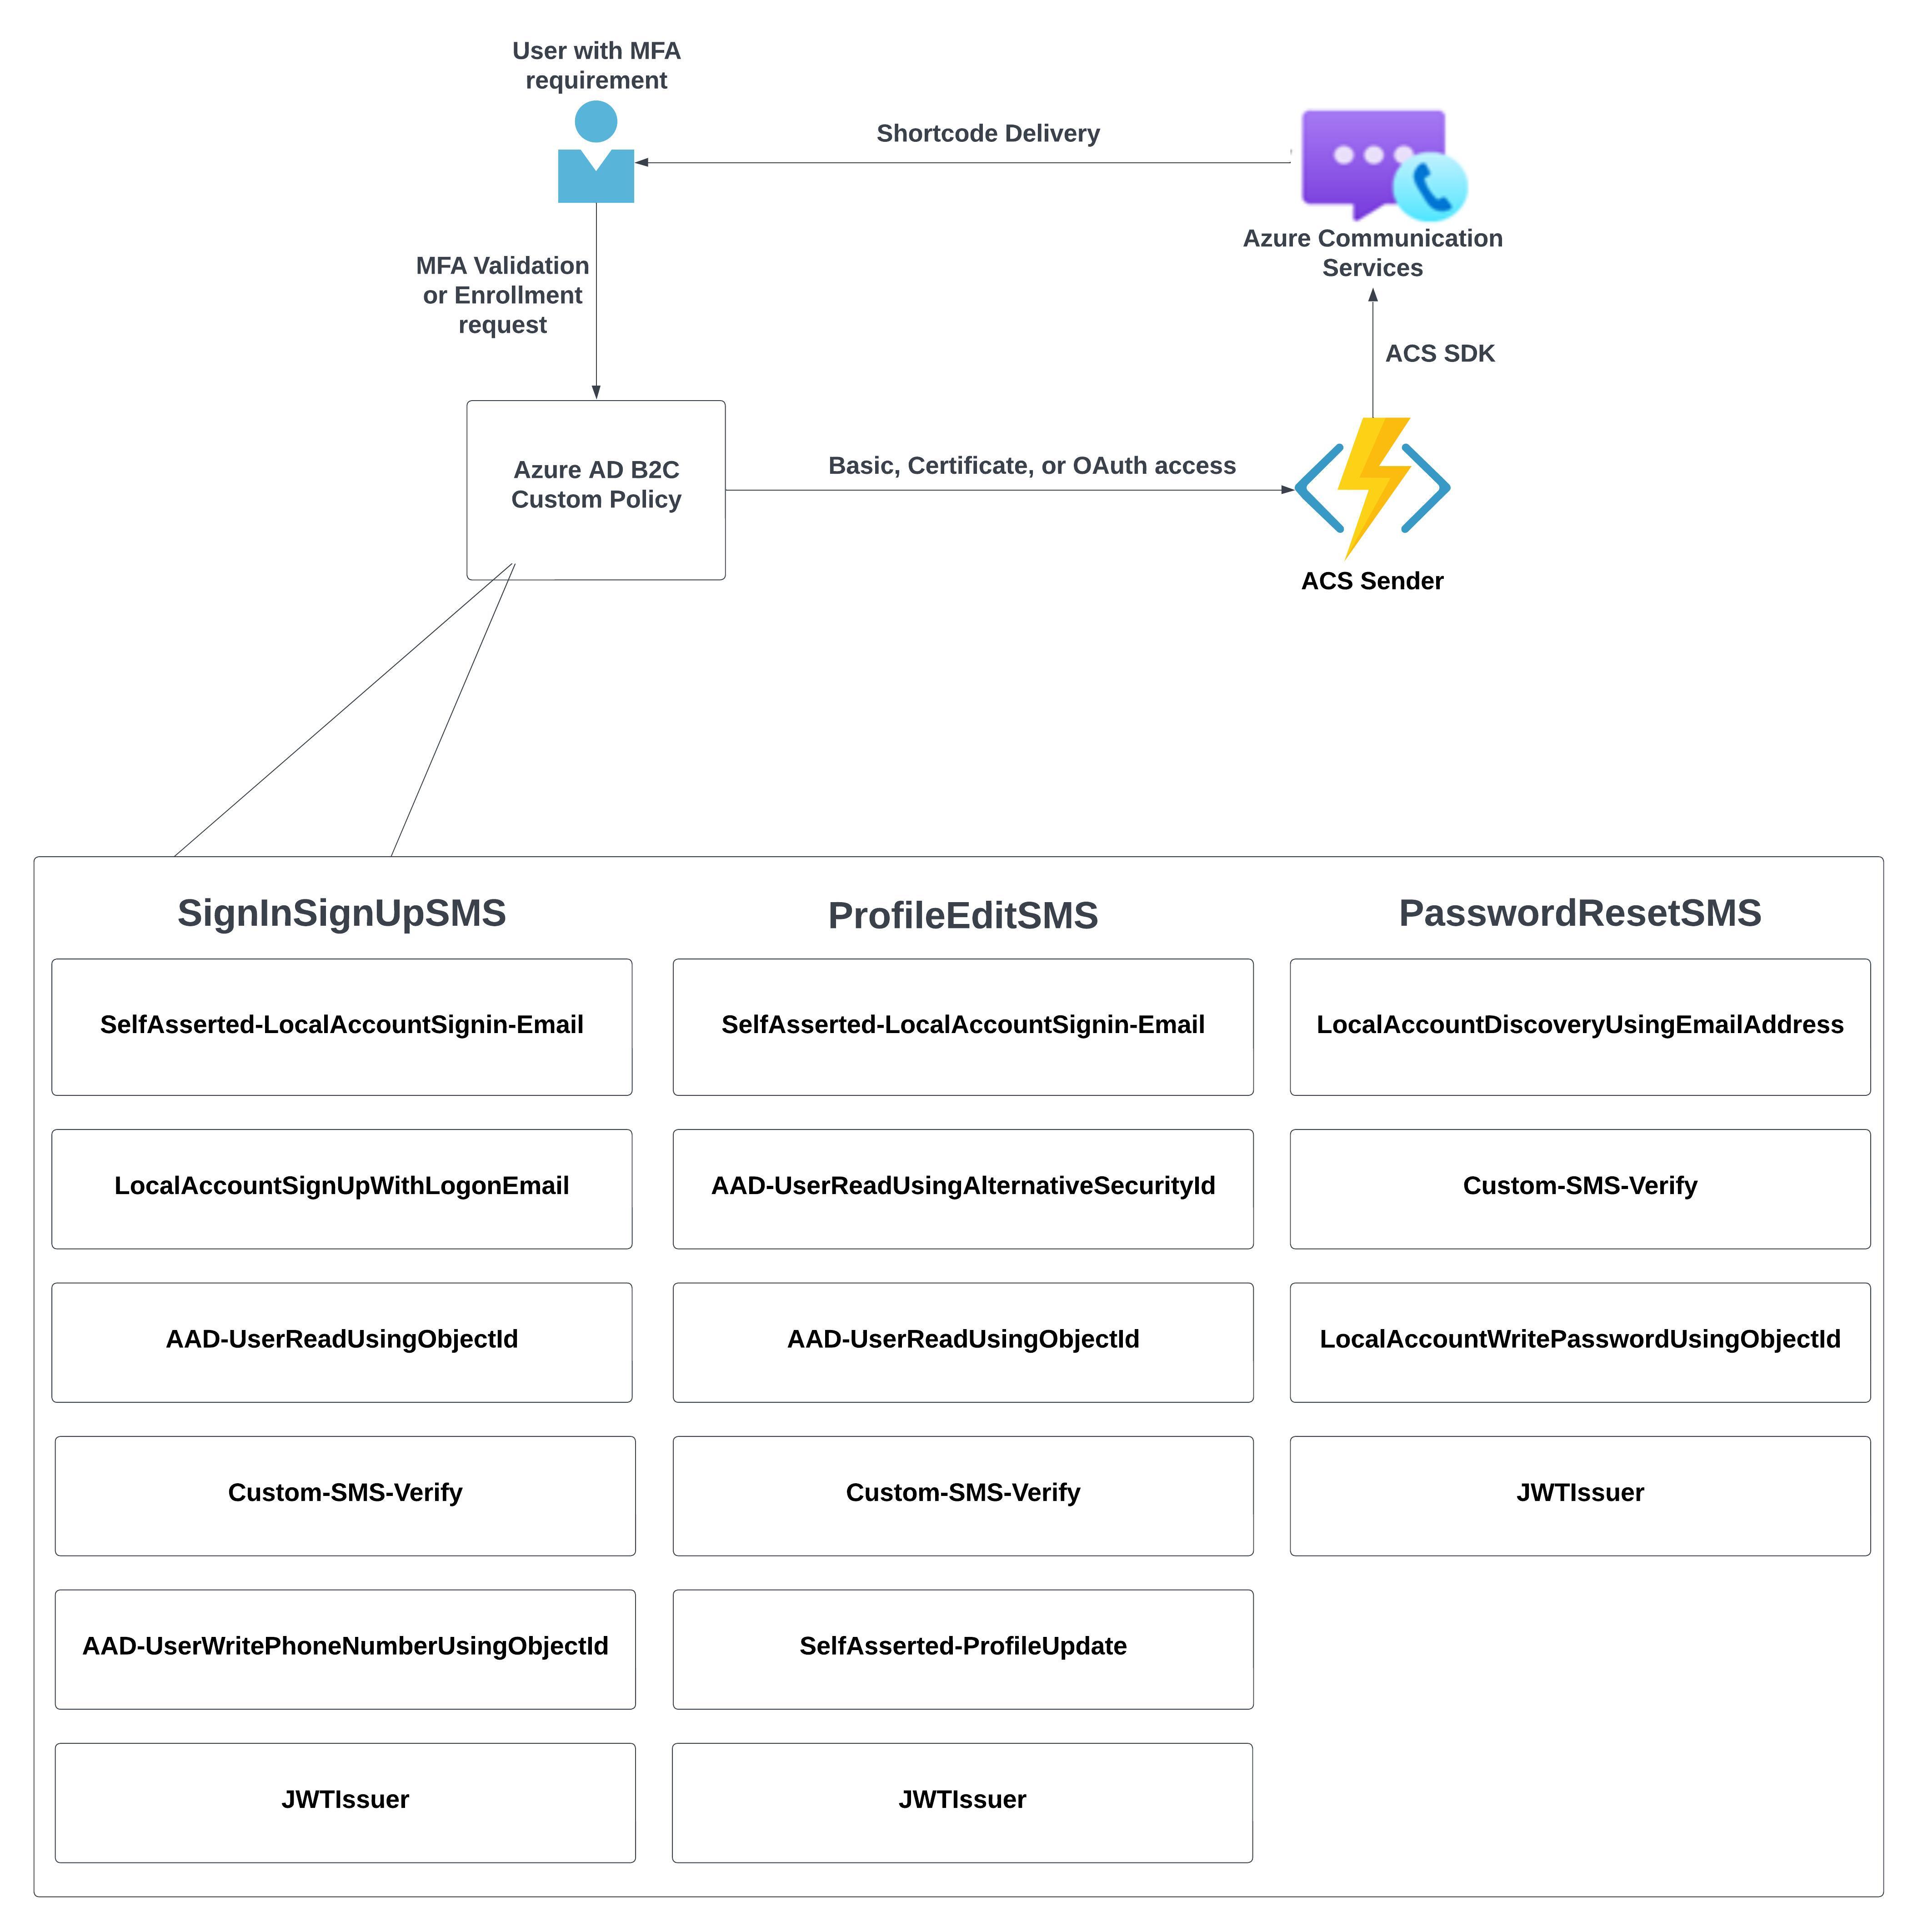 User with MFA
requirement
Shortcode Delivery
Azure Communication
Services
MFA Validation
or Enrollment
request
ACS SDK
Azure AD B2C
Custom Policy
Basic, Certificate, or OAuth access
ACS Sender
SignInSignUpSMS
SelfAsserted-LocalAccountSignin-Email
LocalAccountSignUpWithLogonEmail
AAD-UserReadUsingObjectId
Custom-SMS-Verify
AAD-UserWritePhoneNumberUsingObjectId
JWTIssuer
ProfileEditSMS
SelfAsserted-LocalAccountSignin-Email
AAD-UserReadUsingAlternativeSecurityId
AAD-UserReadUsingObjectId
Custom-SMS-Verify
SelfAsserted-ProfileUpdate
JWTIssuer
PasswordResetSMS
LocalAccountDiscoveryUsingEmailAddress
Custom-SMS-Verify
LocalAccountWritePasswordUsingObjectId
JWTIssuer